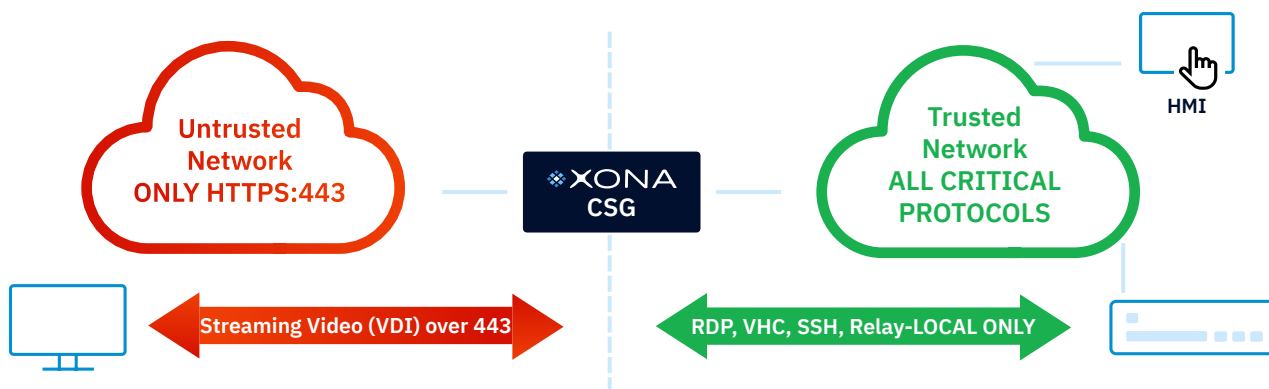 Untrusted
Network
ONLY HTTPS:443
XONA
CSG
Trusted
Network
ALL CRITICAL
PROTOCOLS
HMI
Streaming Video (VDI) over 443
RDP, VHC, SSH, Relay-LOCAL ONLY